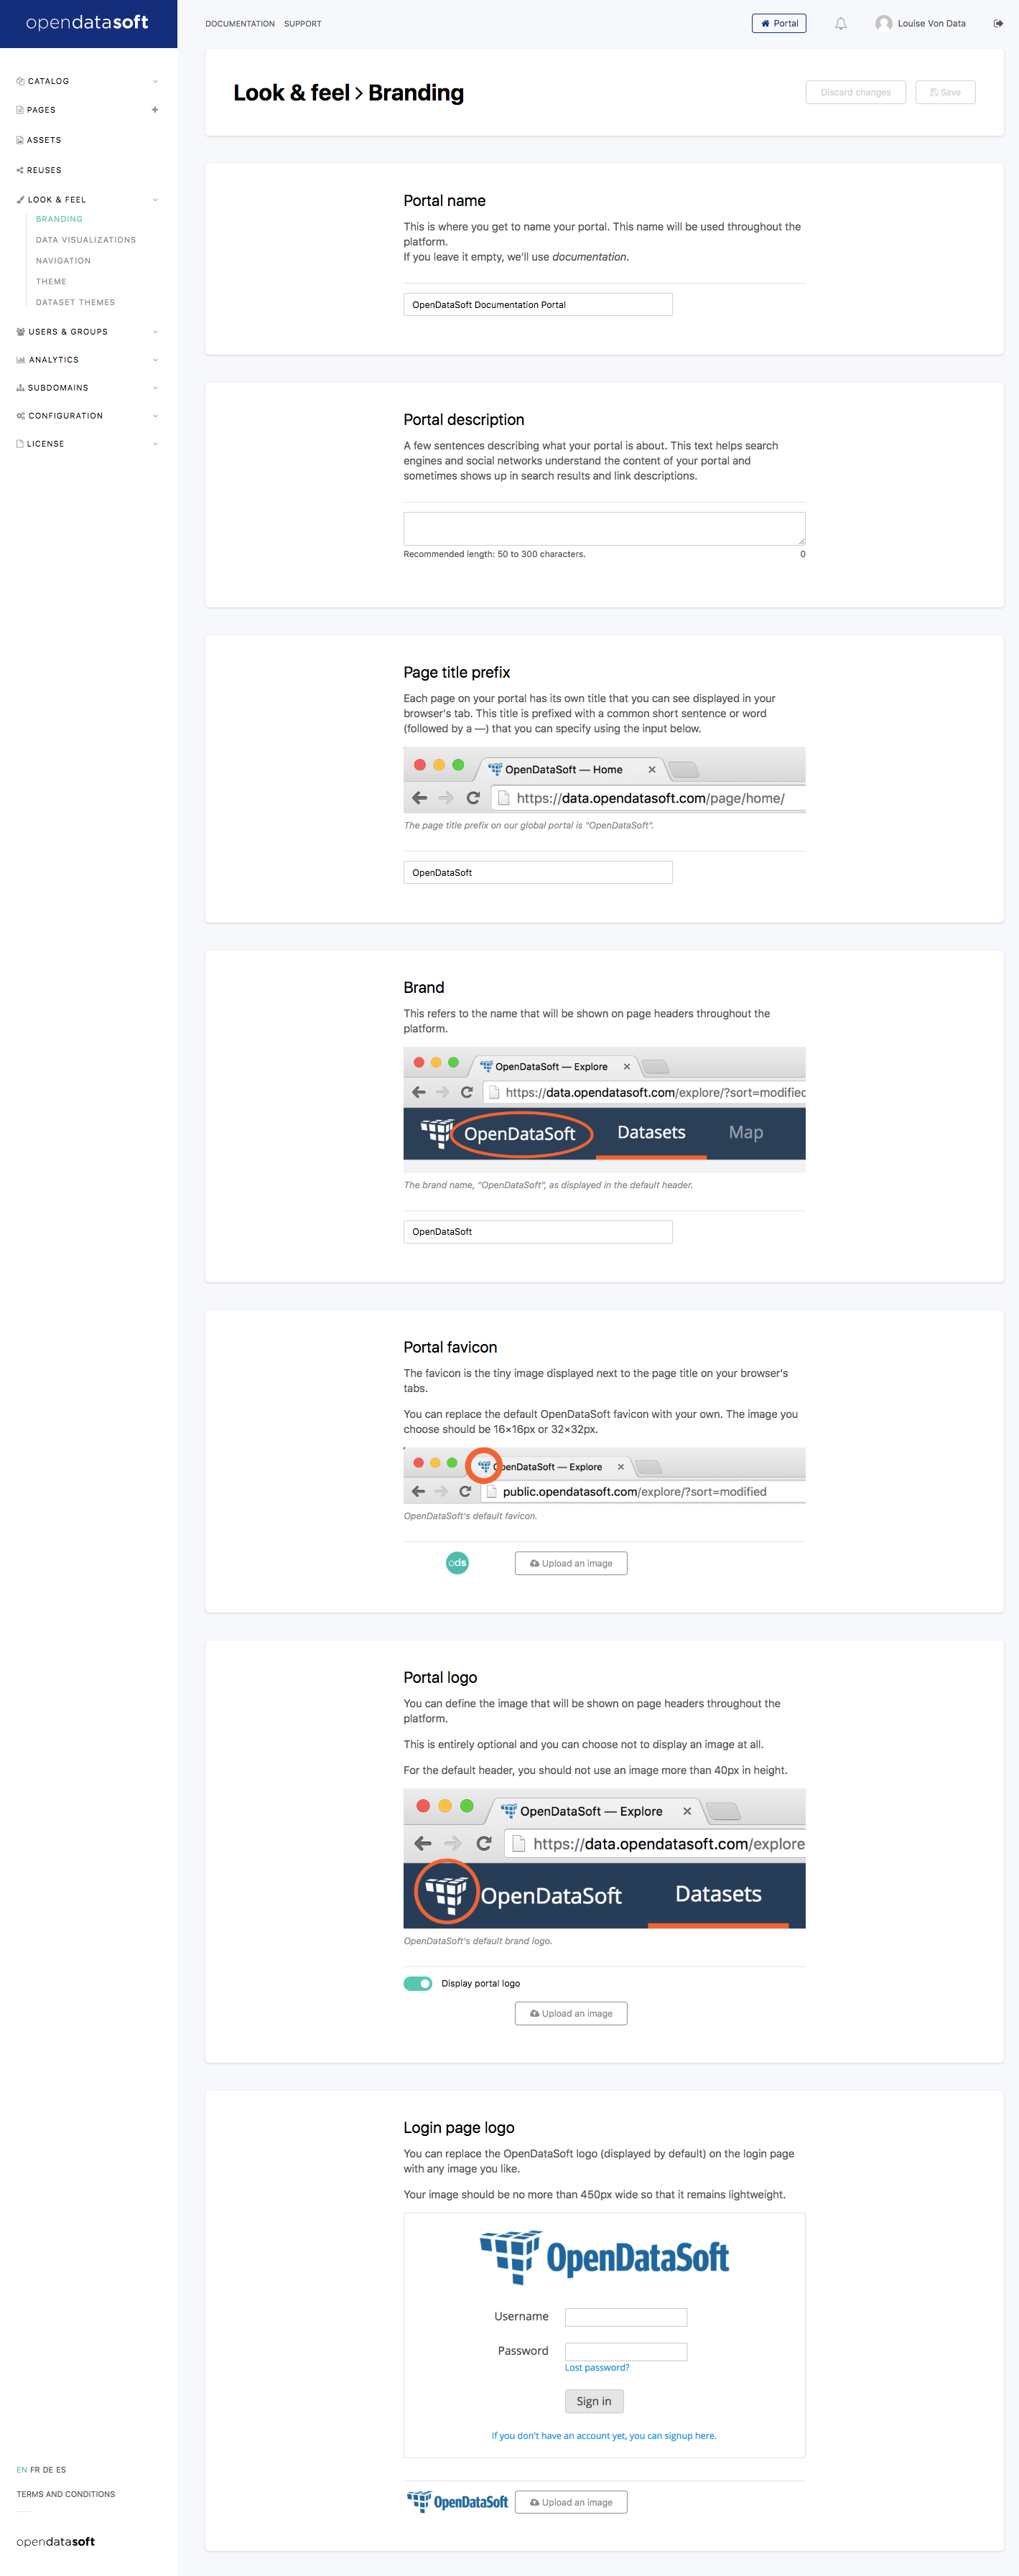 opendatasoft
DOCUMENTATION SUPPORT
Portal
Louise Von Data
CATALOG
PAGES
ASSETS
REUSES
LOOK & FEEL
BRANDING
DATA VISUALIZATIONS
NAVIGATION
THEME
DATASET THEMES
USERS & GROUPS
ANALYTICS
SUBDOMAINS
CONFIGURATION
LICENSE
EN FR DE ES
TERMS AND CONDITIONS
opendatasoft
Look & feel > Branding
Discard changes
Save
Portal name
This is where you get to name your portal. This name will be used throughout the
platform.
If you leave it empty, we'll use documentation.
OpenDataSoft Documentation Portal
Portal description
A few sentences describing what your portal is about. This text helps search
engines and social networks understand the content of your portal and
sometimes shows up in search results and link descriptions.
Recommended length: 50 to 300 characters. 0
Page title prefix
Each page on your portal has its own title that you can see displayed in your
browser's tab. This title is prefixed with a common short sentence or word
(followed by a —) that you can specify using the input below.
OpenDataSoft — Home
https://data.opendatasoft.com/page/home/
The page title prefix on our global portal is "OpenDataSoft".
OpenDataSoft
Brand
This refers to the name that will be shown on page headers throughout the
platform.
OpenDataSoft — Explore
https://data.opendatasoft.com/explore/?sort=modified
OpenDataSoft Datasets Map
The brand name, "OpenDataSoft", as displayed in the default header.
OpenDataSoft
Portal favicon
The favicon is the tiny image displayed next to the page title on your browser's
tabs.
You can replace the default OpenDataSoft favicon with your own. The image you
choose should be 16×16px or 32×32px.
OpenDataSoft — Explore
public.opendatasoft.com/explore/?sort=modified
OpenDataSoft's default favicon.
ods
Upload an image
Portal logo
You can define the image that will be shown on page headers throughout the
platform.
This is entirely optional and you can choose not to display an image at all.
For the default header, you should not use an image more than 40px in height.
OpenDataSoft — Explore
https://data.opendatasoft.com/explore
OpenDataSoft Datasets
OpenDataSoft's default brand logo.
Display portal logo
Upload an image
Login page logo
You can replace the OpenDataSoft logo (displayed by default) on the login page
with any image you like.
Your image should be no more than 450px wide so that it remains lightweight.
OpenDataSoft
Username
Password
Lost password?
Sign in
If you don't have an account yet, you can signup here.
OpenDataSoft
Upload an image